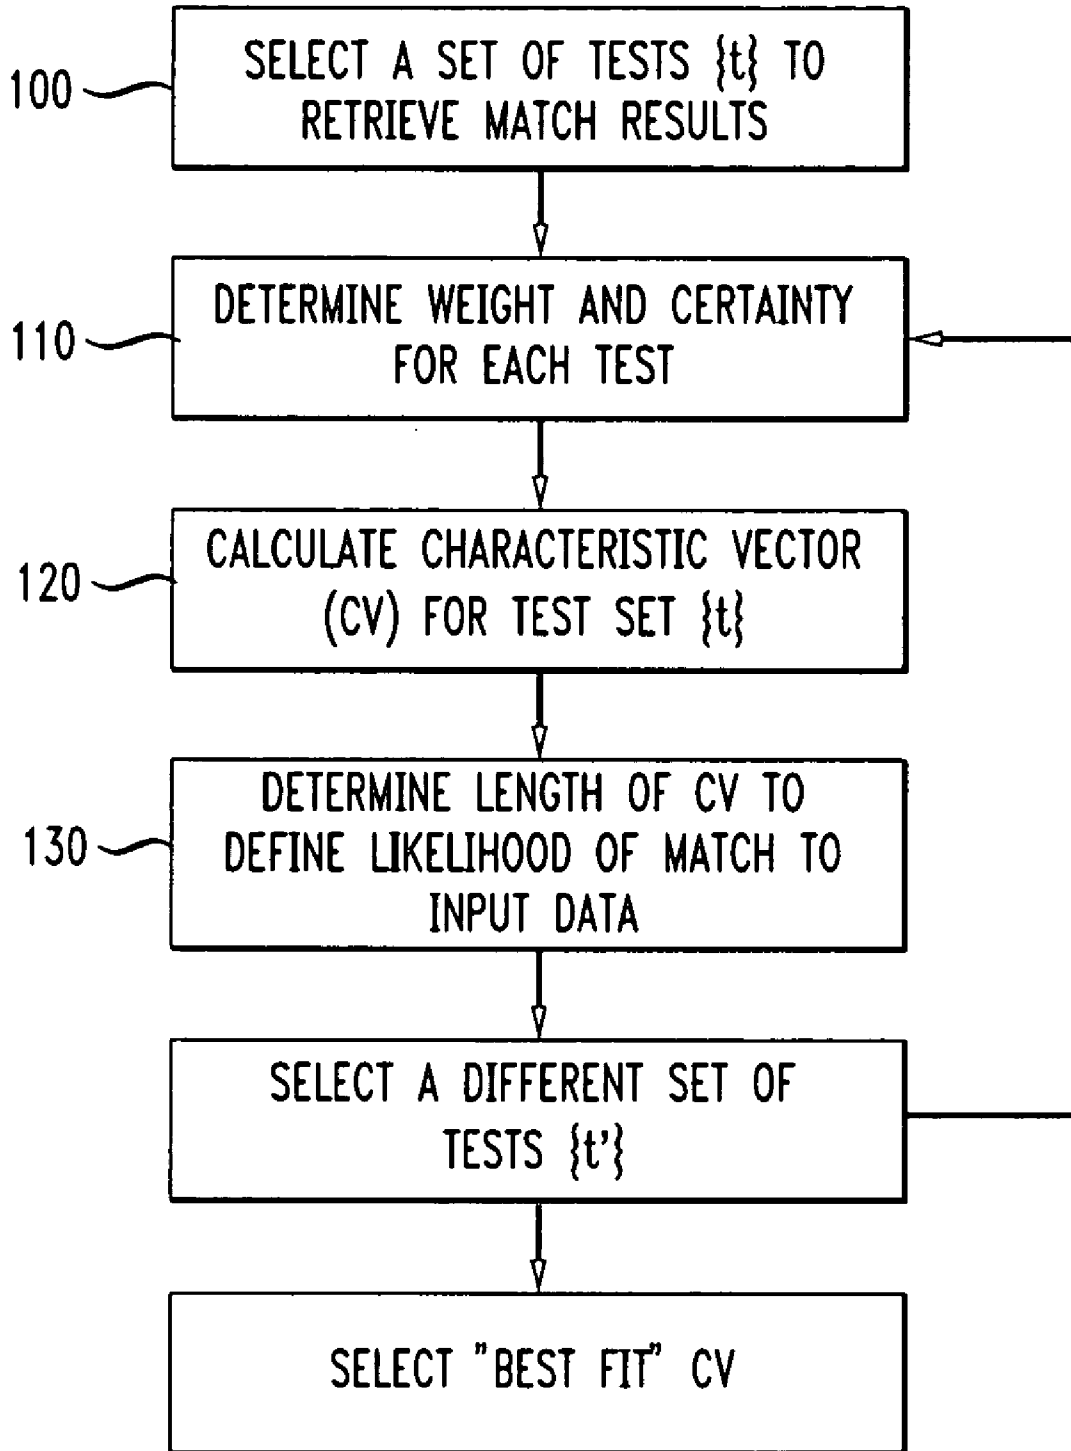 100
SELECT A SET OF TESTS {t} TO
RETRIEVE MATCH RESULTS
110
DETERMINE WEIGHT AND CERTAINTY
FOR EACH TEST
120
CALCULATE CHARACTERISTIC VECTOR
(CV) FOR TEST SET {t}
130
DETERMINE LENGTH OF CV TO
DEFINE LIKELIHOOD OF MATCH TO
INPUT DATA
SELECT A DIFFERENT SET OF
TESTS {t'}
SELECT "BEST FIT" CV